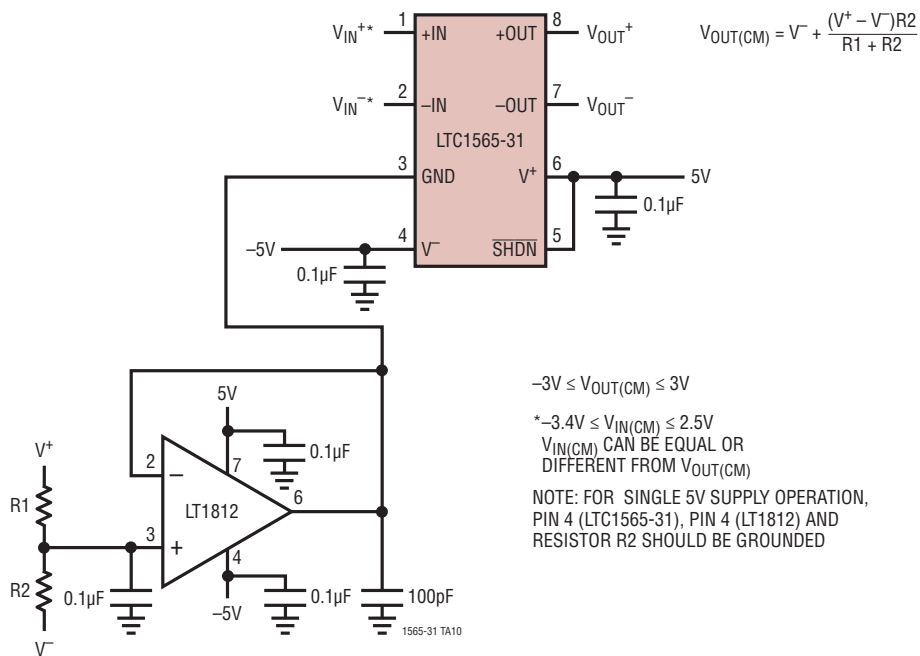 VIN+* 1 +IN +OUT 8 VOUT+
VOUT(CM) = V– + (V+ – V–)R2 / R1 + R2
VIN–* 2 –IN –OUT 7 VOUT–
LTC1565-31
3 GND V+ 6 5V
0.1µF
–5V 4 V– SHDN 5
0.1µF
–3V ≤ VOUT(CM) ≤ 3V
*–3.4V ≤ VIN(CM) ≤ 2.5V
VIN(CM) CAN BE EQUAL OR
DIFFERENT FROM VOUT(CM)
NOTE: FOR SINGLE 5V SUPPLY OPERATION,
PIN 4 (LTC1565-31), PIN 4 (LT1812) AND
RESISTOR R2 SHOULD BE GROUNDED
5V
V+
0.1µF
2 – 7
R1
LT1812 6
3 + 4
R2
0.1µF
–5V
0.1µF
100pF
V–
1565-31 TA10